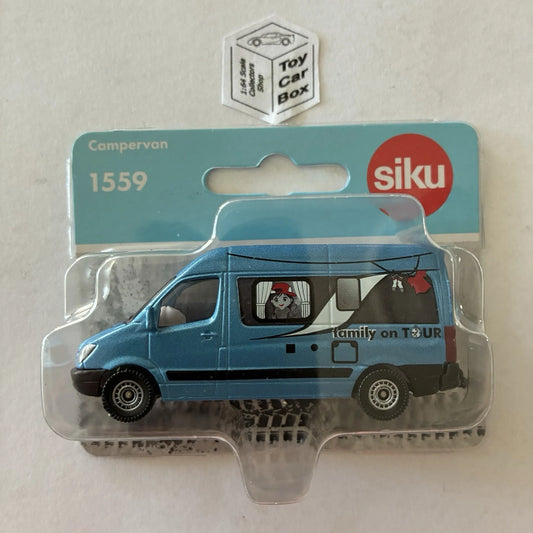 1:64 Scale
Collectors
Shop
Toy
Car
Box
Campervan
1559
siku
family on TOUR